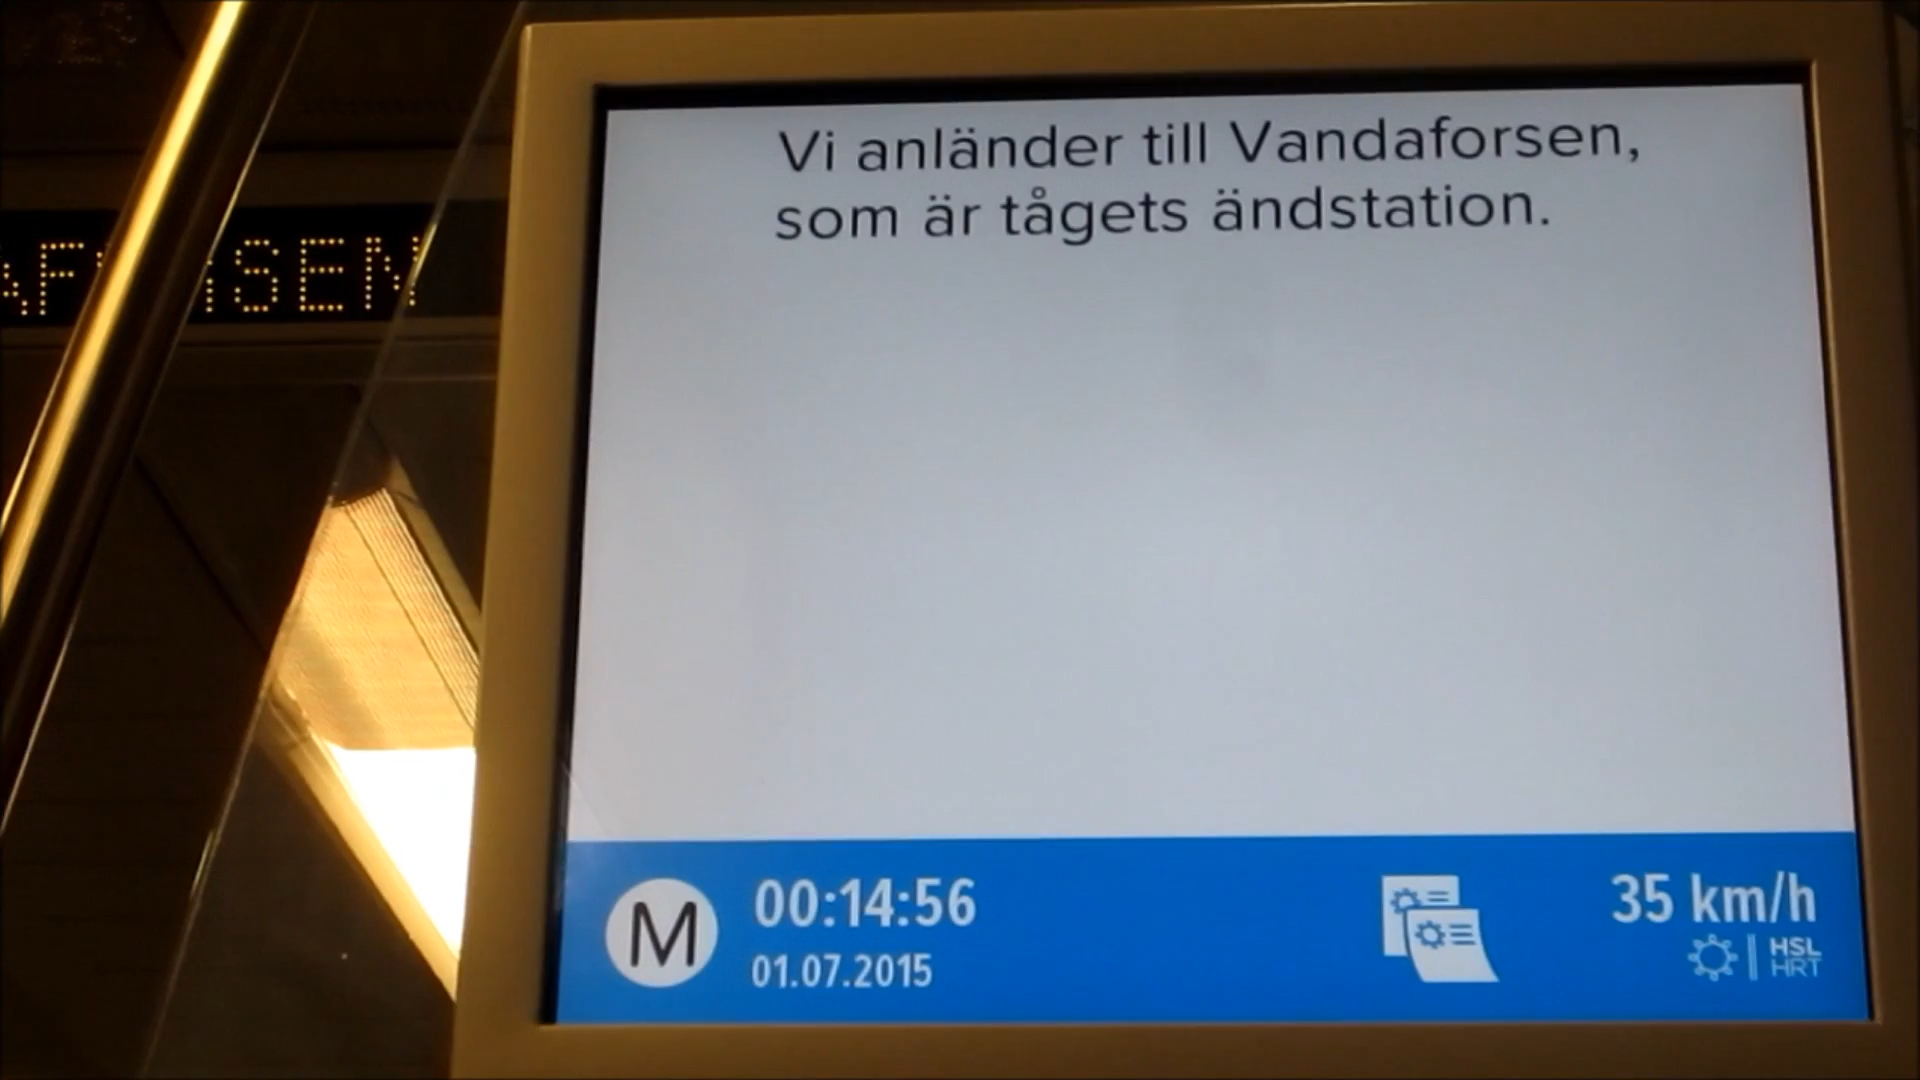 Vi anländer till Vandaforsen,
som är tågets ändstation.
M
00:14:56
01.07.2015
35 km/h
HSL
HRT